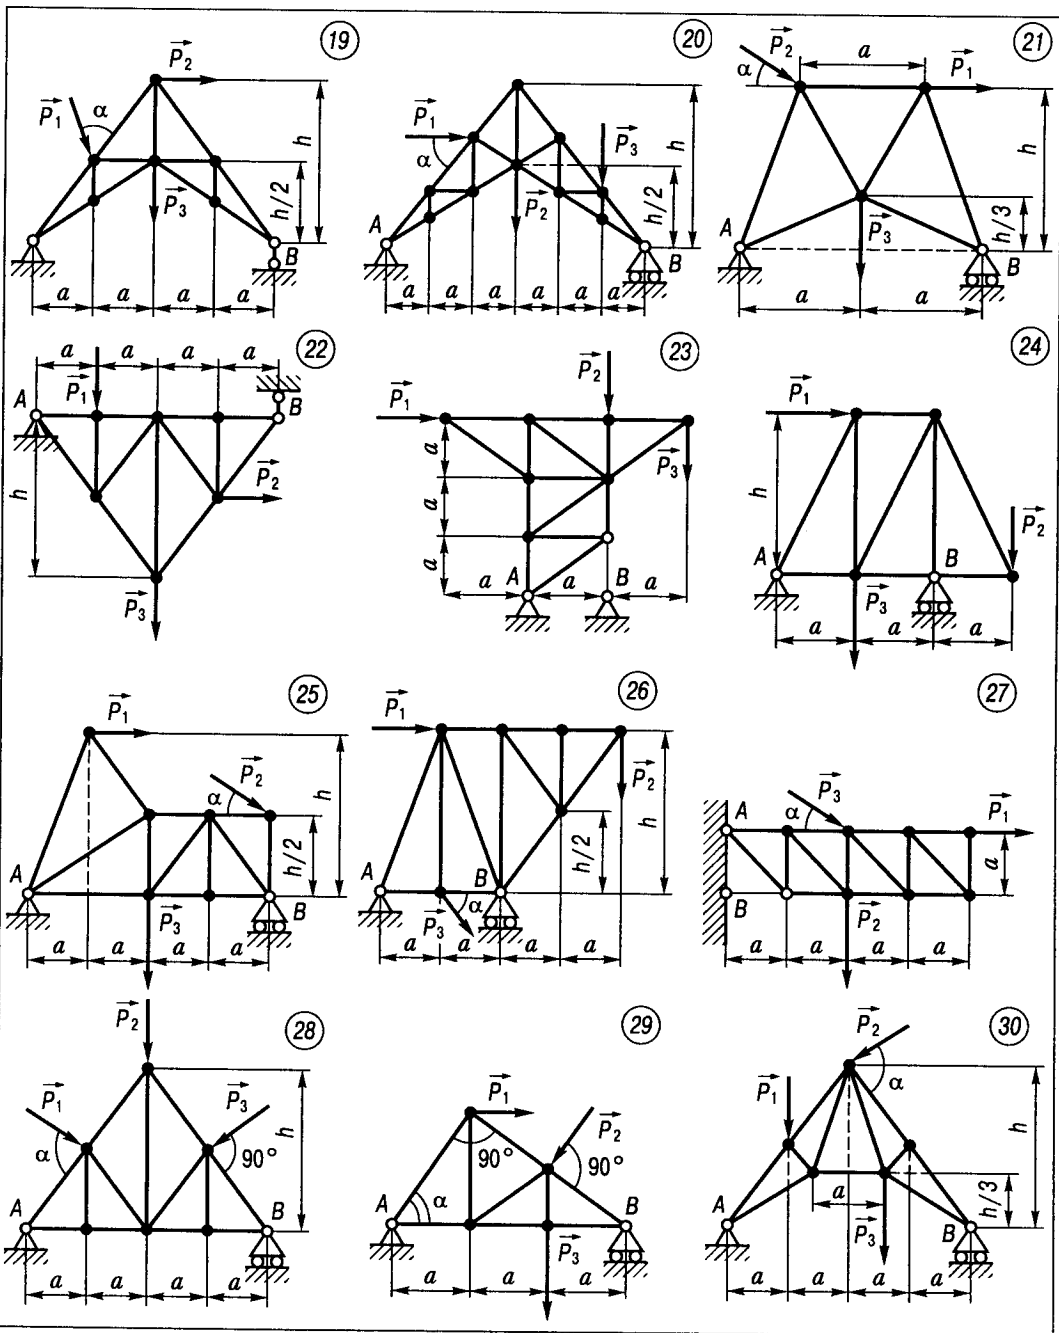 19
P₂
P₁ α
h
h/2
P₃
B
a a a a
20
P₁
α
P₃
h
h/2
P₂
A
B
a a a a a a
21
P₂
a
P₁
α
h
h/3
P₃
A
B
a a
22
a a a a
P₁
A
B
h
P₂
P₃
23
P₂
P₁
a
P₃
a
a
a A a B a
24
P₁
h
P₂
A
B
P₃
a a a
25
P₁
P₂
α
h
h/2
A
B
P₃
a a a a
26
P₁
P₂
h
h/2
A
B
P₃ α
a a a a
27
P₃
A
α
P₁
a
B
P₂
a a a a
28
P₂
P₁
P₃
α
90°
h
A
B
a a a a
29
P₁
P₂
90°
90°
A
α
B
P₃
a a a
30
P₂
P₁
α
h
a
h/3
A
P₃
B
a a a a